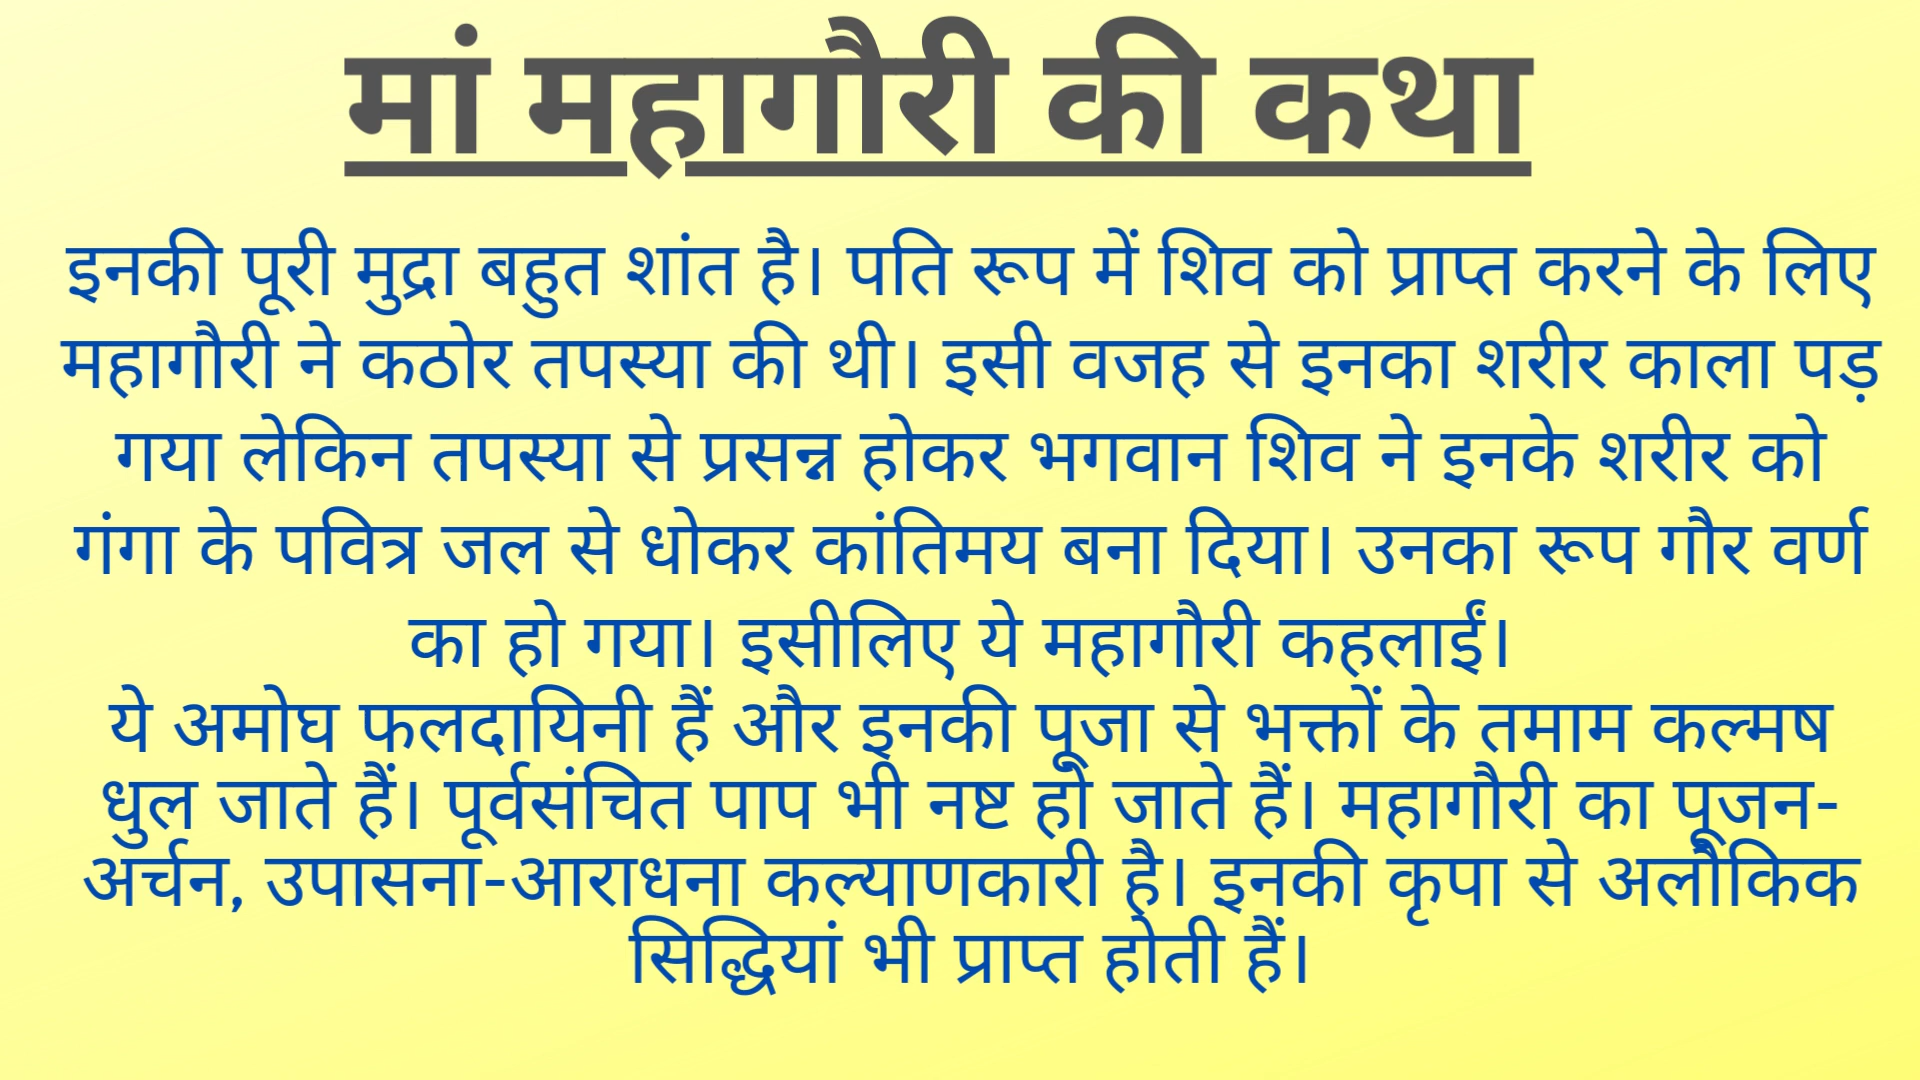 मां महागौरी की कथा
इनकी पूरी मुद्रा बहुत शांत है। पति रूप में शिव को प्राप्त करने के लिए
महागौरी ने कठोर तपस्या की थी। इसी वजह से इनका शरीर काला पड़
गया लेकिन तपस्या से प्रसन्न होकर भगवान शिव ने इनके शरीर को
गंगा के पवित्र जल से धोकर कांतिमय बना दिया। उनका रूप गौर वर्ण
का हो गया। इसीलिए ये महागौरी कहलाईं।
ये अमोघ फलदायिनी हैं और इनकी पूजा से भक्तों के तमाम कल्मष
धुल जाते हैं। पूर्वसंचित पाप भी नष्ट हो जाते हैं। महागौरी का पूजन-
अर्चन, उपासना-आराधना कल्याणकारी है। इनकी कृपा से अलौकिक
सिद्धियां भी प्राप्त होती हैं।